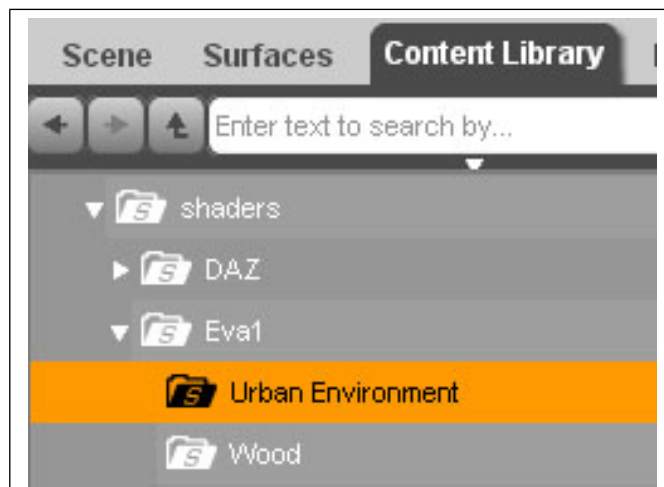 Scene Surfaces Content Library
Enter text to search by...
shaders
DAZ
Eva1
Urban Environment
Wood